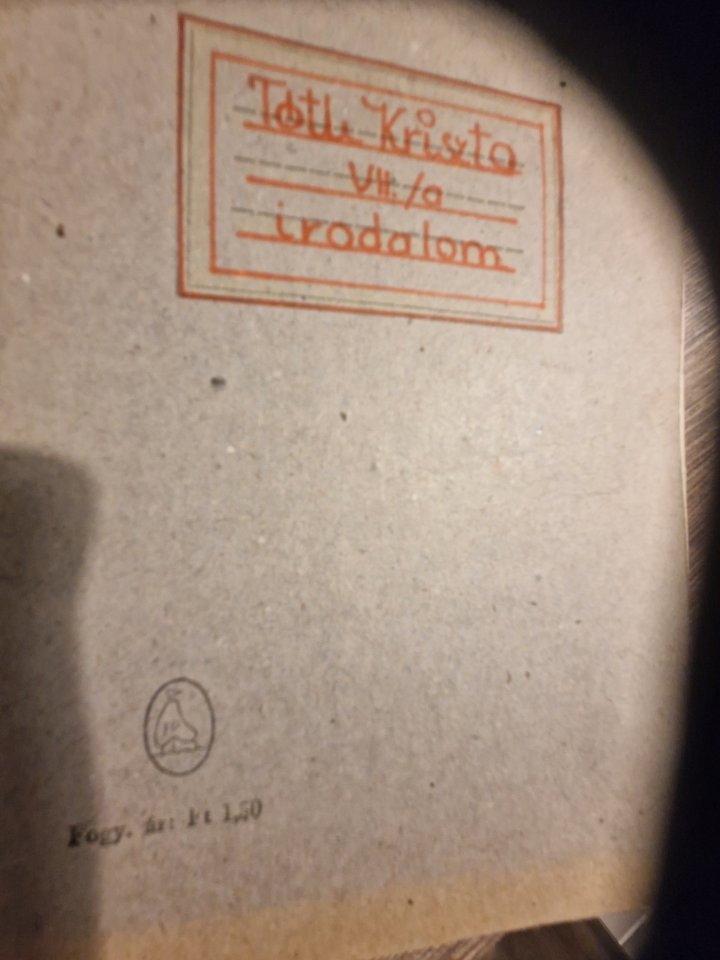 Tóth Kriszta
VII./a
irodalom
Fogy. ár: Ft 1,50